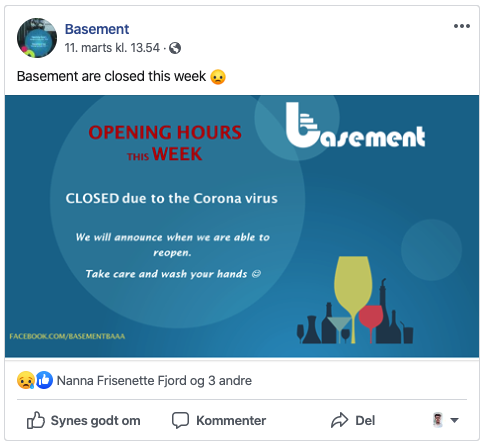 Basement
11. marts kl. 13.54 ·
Basement are closed this week 😣
OPENING HOURS
THIS WEEK
Basement
CLOSED due to the Corona virus
We will announce when we are able to
reopen.
Take care and wash your hands ☺
FACEBOOK.COM/BASEMENTBAAA
Nanna Frisenette Fjord og 3 andre
Synes godt om
Kommenter
Del